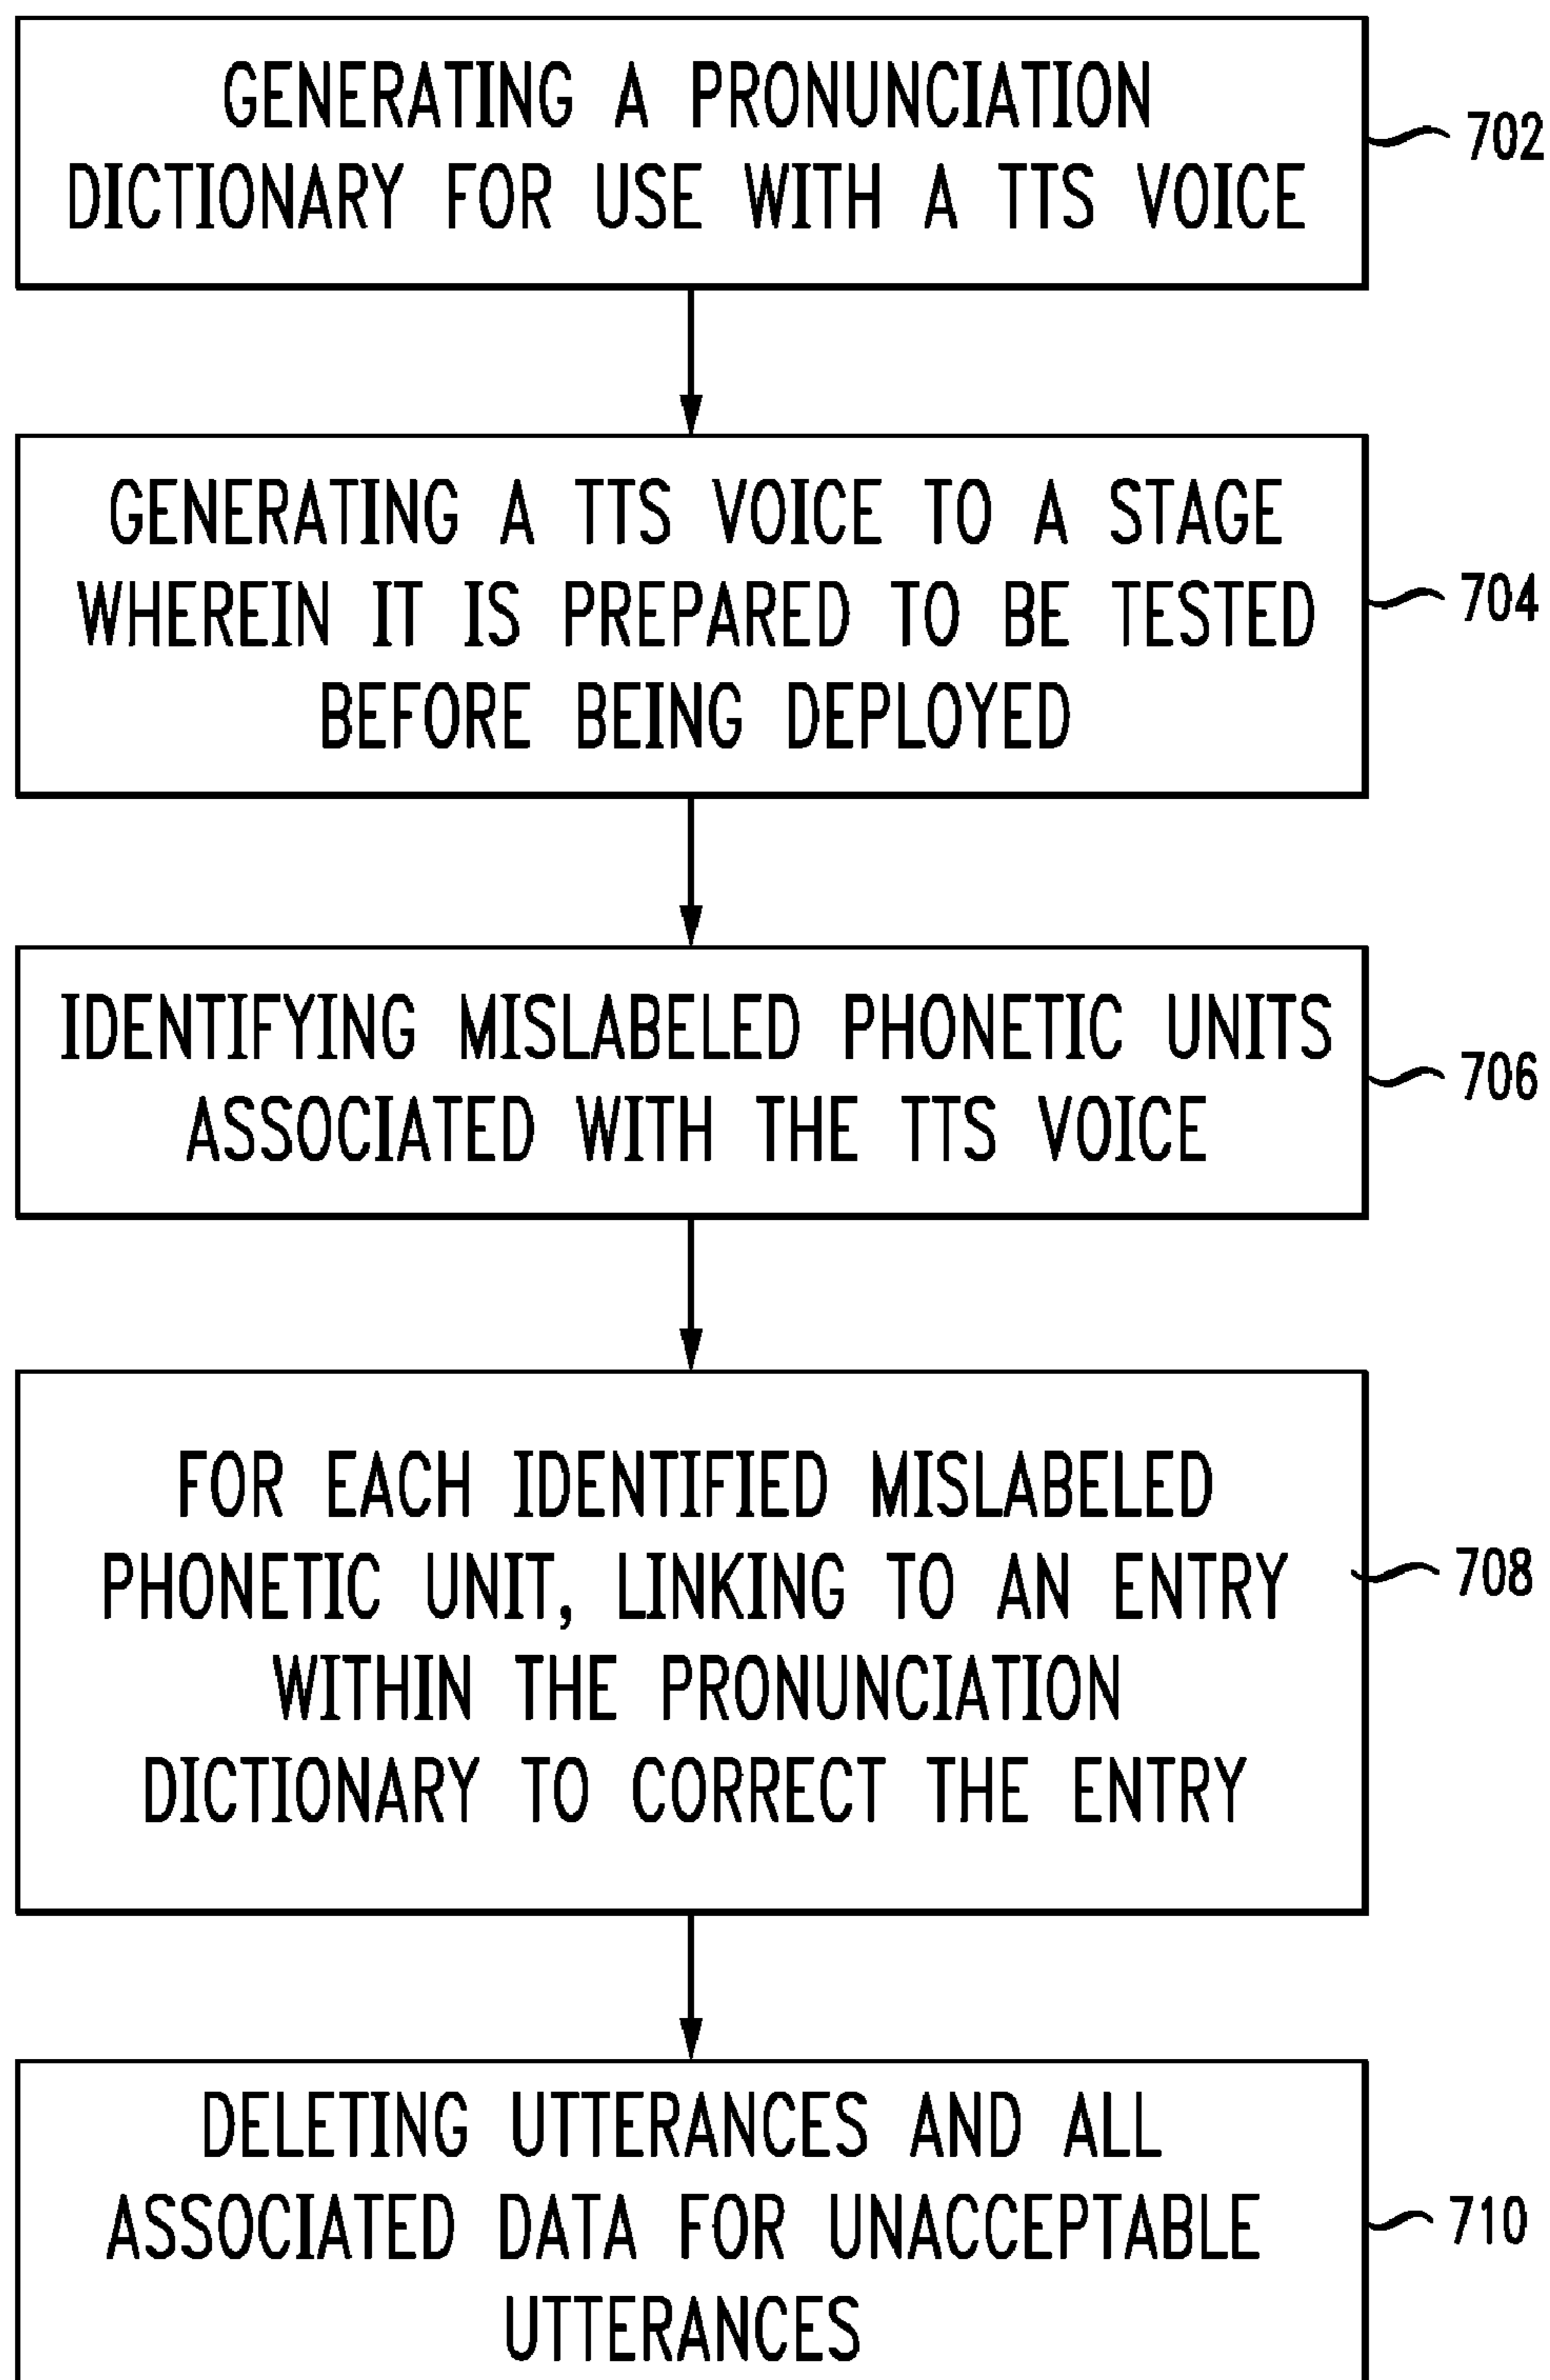 GENERATING A PRONUNCIATION
DICTIONARY FOR USE WITH A TTS VOICE
702
GENERATING A TTS VOICE TO A STAGE
WHEREIN IT IS PREPARED TO BE TESTED
BEFORE BEING DEPLOYED
704
IDENTIFYING MISLABELED PHONETIC UNITS
ASSOCIATED WITH THE TTS VOICE
706
FOR EACH IDENTIFIED MISLABELED
PHONETIC UNIT, LINKING TO AN ENTRY
WITHIN THE PRONUNCIATION
DICTIONARY TO CORRECT THE ENTRY
708
DELETING UTTERANCES AND ALL
ASSOCIATED DATA FOR UNACCEPTABLE
UTTERANCES
710